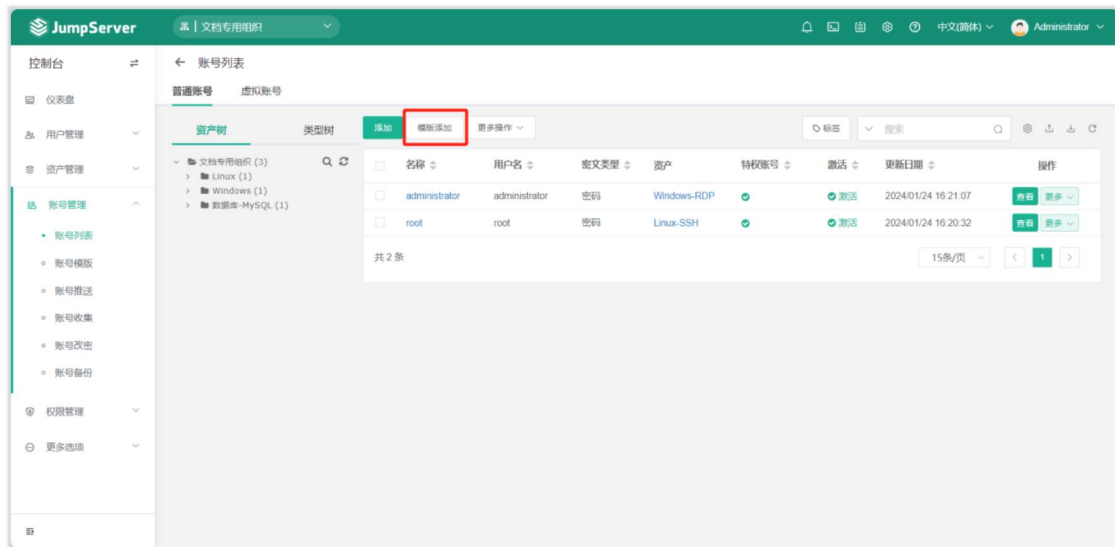 JumpServer 文档专用组织 中文(简体) Administrator
控制台
← 账号列表
普通账号 虚拟账号
仪表盘
用户管理
资产管理
账号管理
账号列表
账号模版
账号推送
账号收集
账号改密
账号备份
权限管理
更多选项
资产树 类型树
文档专用组织 (3)
Linux (1)
Windows (1)
数据库-MySQL (1)
添加 模版添加 更多操作 标签 搜索
名称 用户名 密文类型 资产 特权账号 激活 更新日期 操作
administrator administrator 密码 Windows-RDP 激活 2024/01/24 16:21:07 查看 更多
root root 密码 Linux-SSH 激活 2024/01/24 16:20:32 查看 更多
共 2 条 15条/页 < 1 >